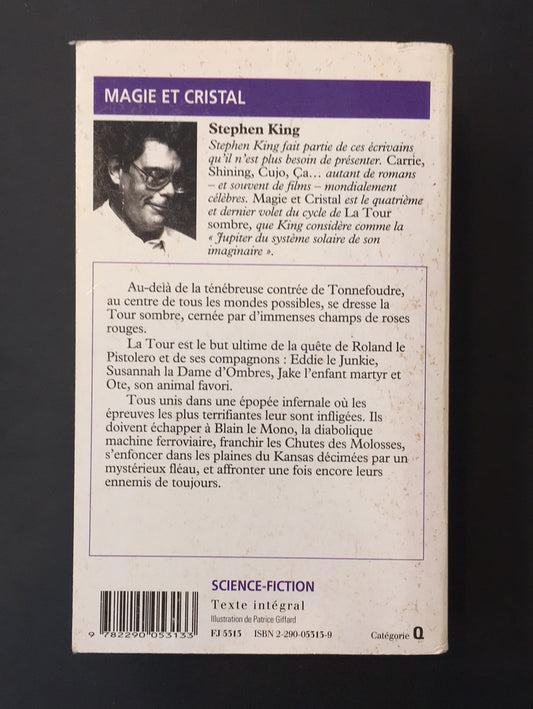 MAGIE ET CRISTAL
Stephen King
Stephen King fait partie de ces écrivains
qu'il n'est plus besoin de présenter. Carrie,
Shining, Cujo, Ça... autant de romans
– et souvent de films – mondialement
célèbres. Magie et Cristal est le quatrième
et dernier volet du cycle de La Tour
sombre, que King considère comme la
« Jupiter du système solaire de son
imaginaire ».
Au-delà de la ténébreuse contrée de Tonnefoudre,
au centre de tous les mondes possibles, se dresse la
Tour sombre, cernée par d'immenses champs de roses
rouges.
La Tour est le but ultime de la quête de Roland le
Pistolero et de ses compagnons : Eddie le Junkie,
Susannah la Dame d'Ombres, Jake l'enfant martyr et
Ote, son animal favori.
Tous unis dans une épopée infernale où les
épreuves les plus terrifiantes leur sont infligées. Ils
doivent échapper à Blain le Mono, la diabolique
machine ferroviaire, franchir les Chutes des Molosses,
s'enfoncer dans les plaines du Kansas décimées par un
mystérieux fléau, et affronter une fois encore leurs
ennemis de toujours.
SCIENCE-FICTION
Texte intégral
Illustration de Patrice Giffard
9 782290 053133 FJ 5313 ISBN 2-290-05313-9 Catégorie Q